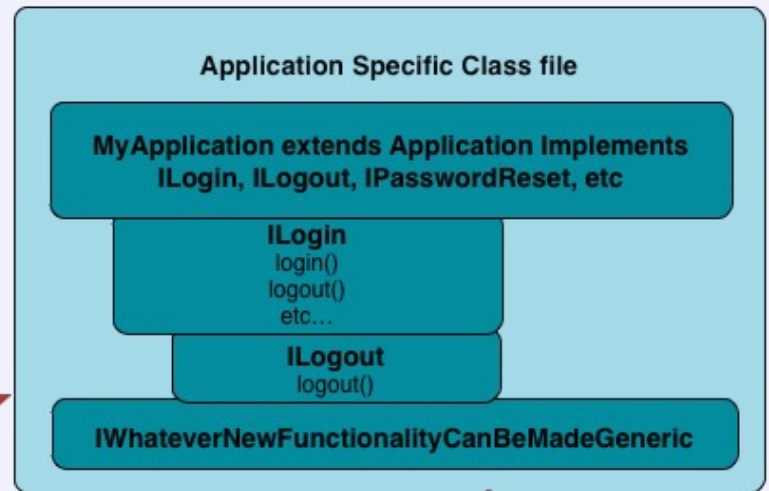 Application Specific Class file
MyApplication extends Application Implements
ILogin, ILogout, IPasswordReset, etc
ILogin
login()
logout()
etc...
ILogout
logout()
IWhateverNewFunctionalityCanBeMadeGeneric